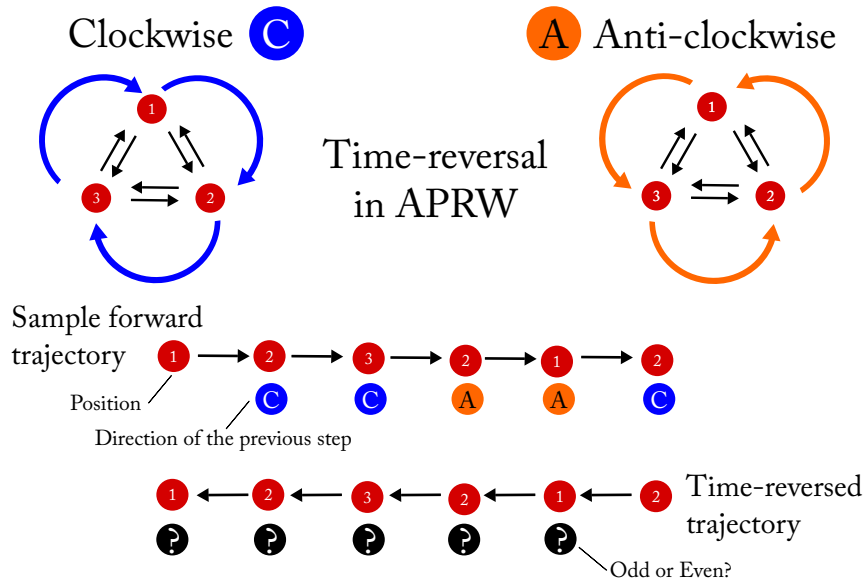 Clockwise C
A Anti-clockwise
1
3 2
1
3 2
Time-reversal
in APRW
Sample forward
trajectory
1 2 3 2 1 2
C C A A C
Position
Direction of the previous step
1 2 3 2 1 2
Time-reversed
trajectory
? ? ? ? ?
Odd or Even?